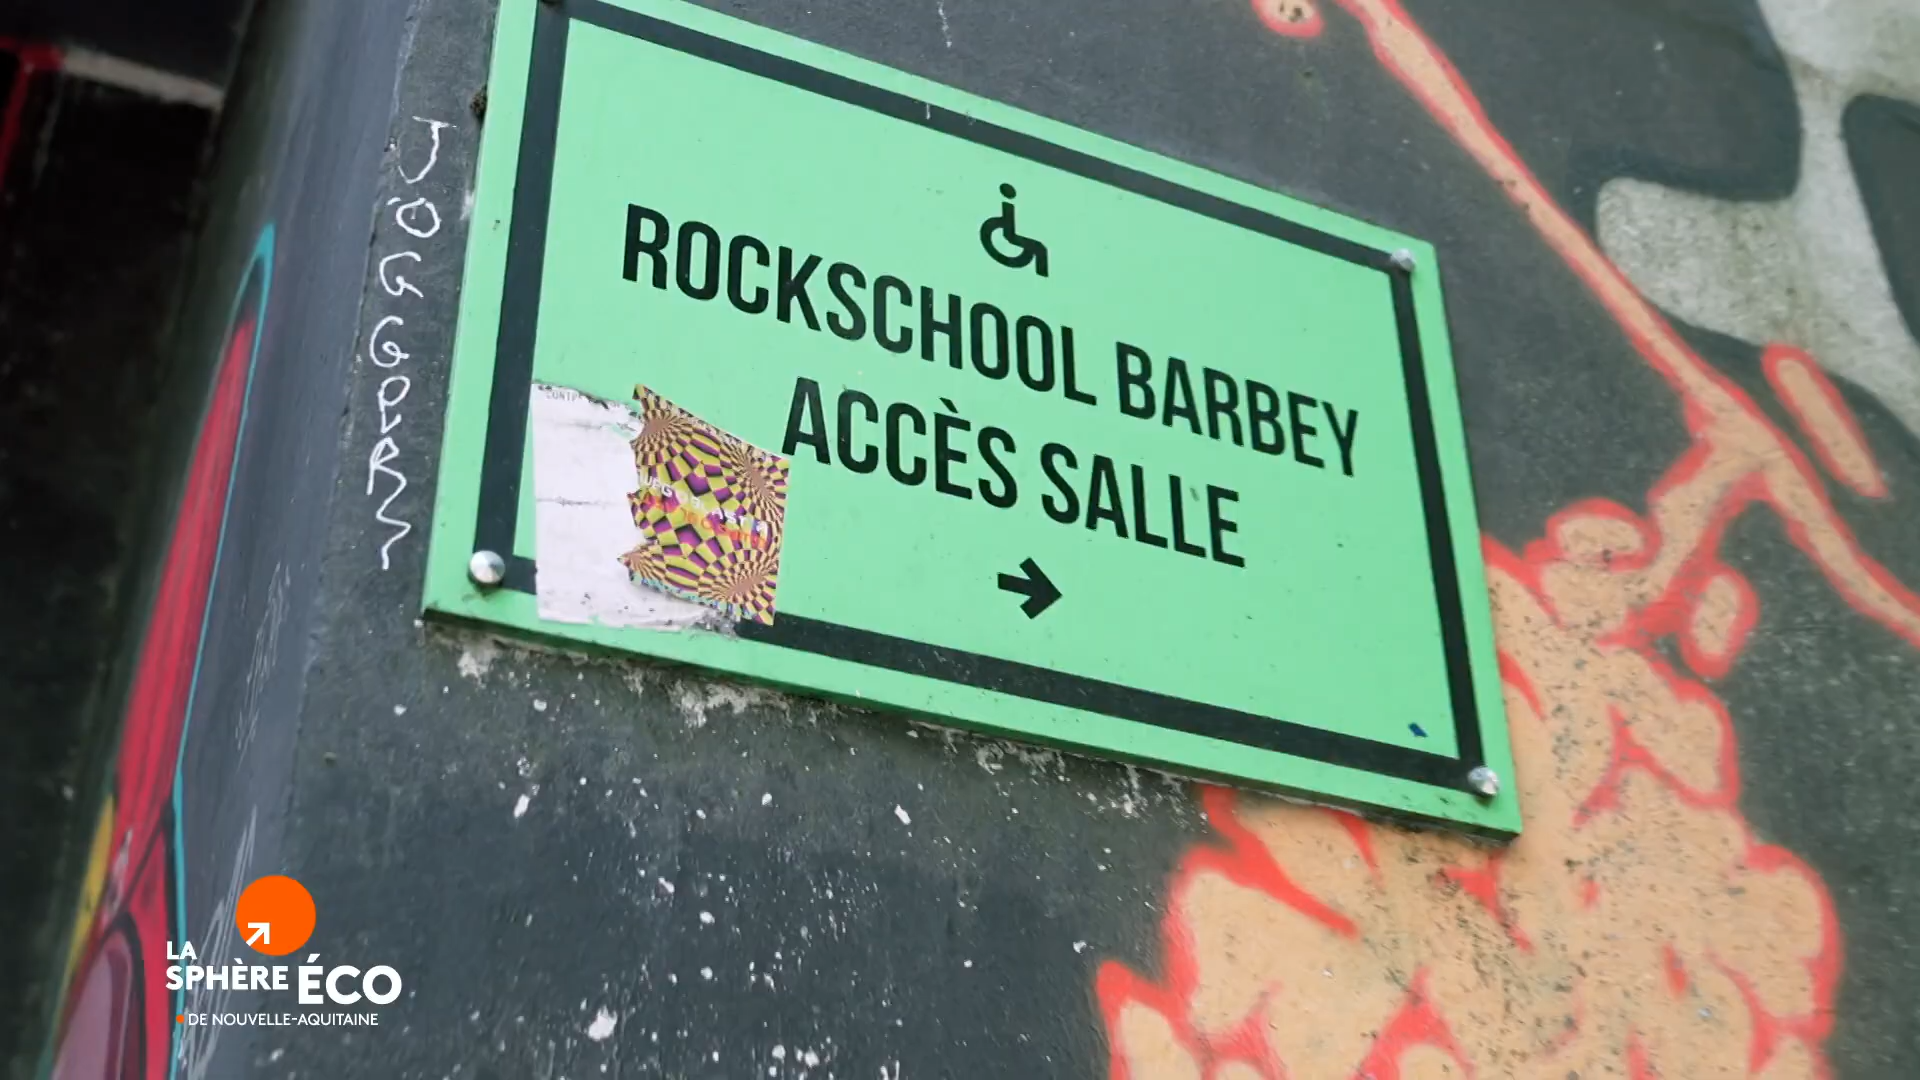 ROCKSCHOOL BARBEY
ACCÈS SALLE
LA
SPHÈRE ÉCO
DE NOUVELLE-AQUITAINE